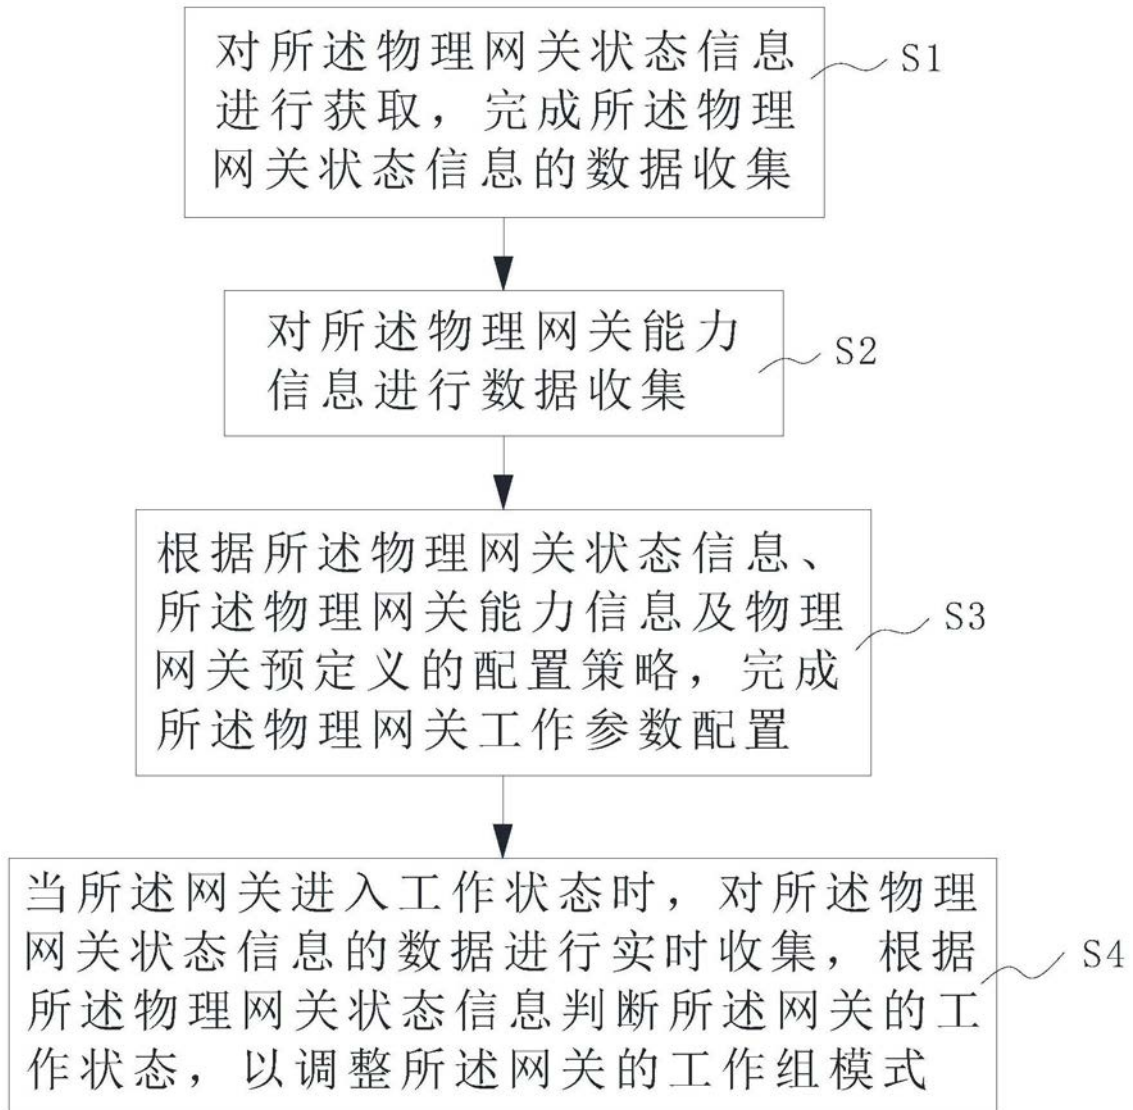 对所述物理网关状态信息
进行获取，完成所述物理
网关状态信息的数据收集
S1
对所述物理网关能力
信息进行数据收集
S2
根据所述物理网关状态信息、
所述物理网关能力信息及物理
网关预定义的配置策略，完成
所述物理网关工作参数配置
S3
当所述网关进入工作状态时，对所述物理
网关状态信息的数据进行实时收集，根据
所述物理网关状态信息判断所述网关的工
作状态，以调整所述网关的工作组模式
S4